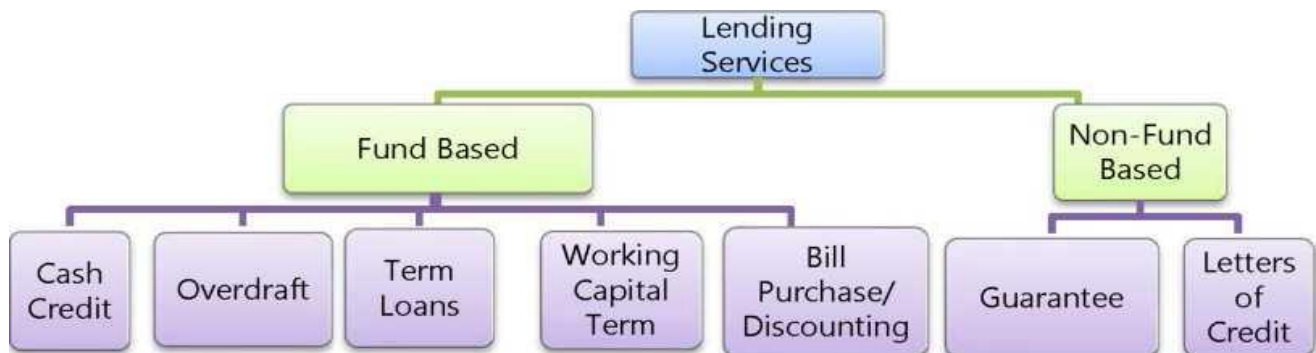 Lending
Services
Fund Based
Non-Fund
Based
Cash
Credit
Overdraft
Term
Loans
Working
Capital
Term
Bill
Purchase/
Discounting
Guarantee
Letters
of
Credit